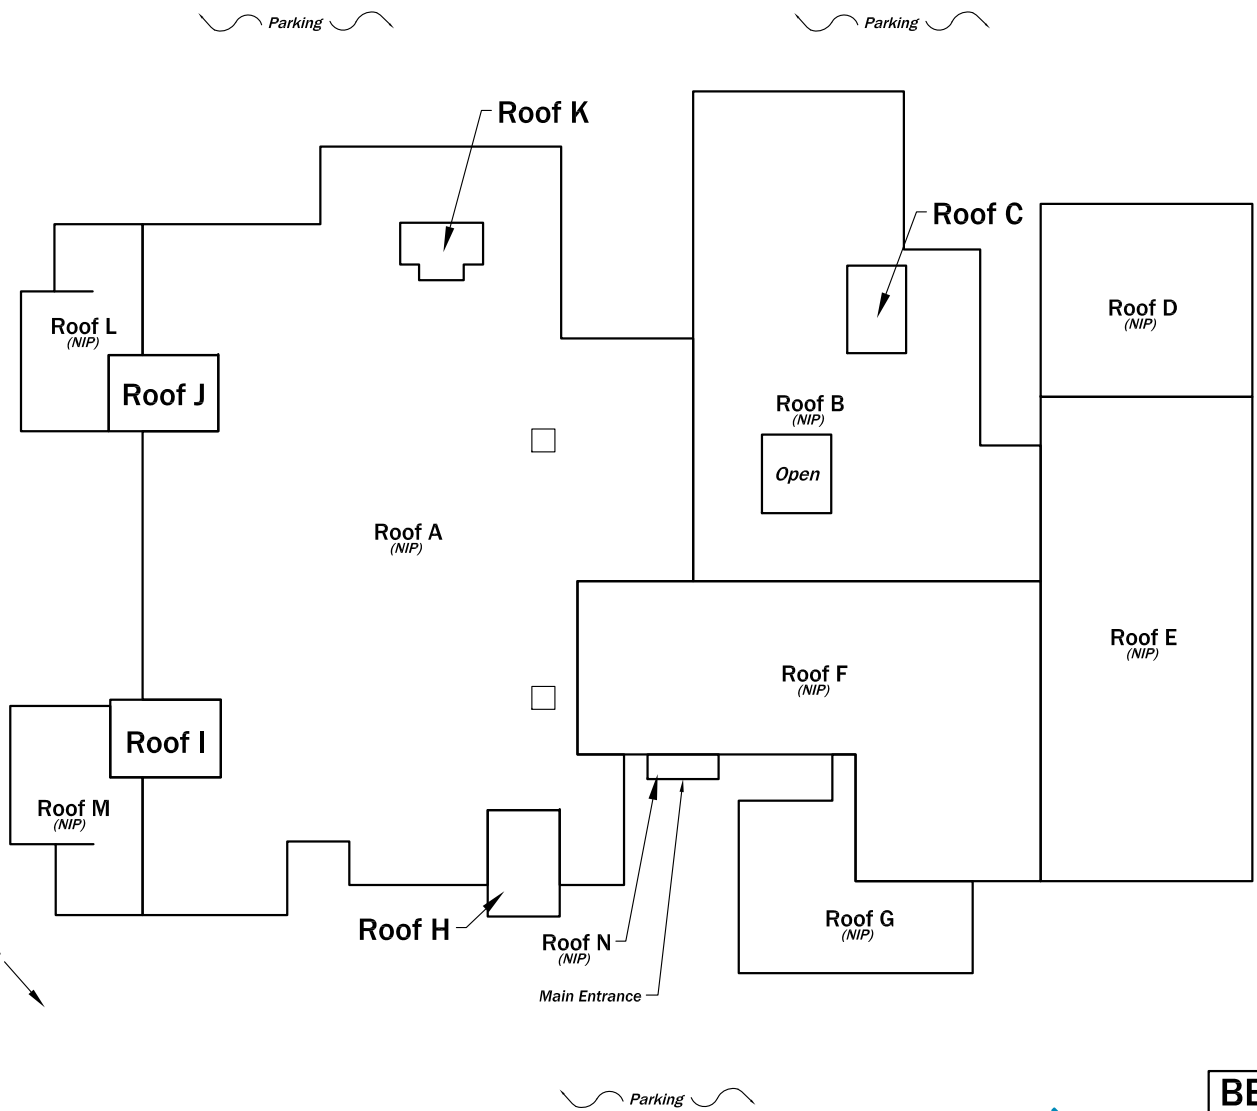 Parking
Parking
Roof K
Roof C
Roof D
(NIP)
Roof L
(NIP)
Roof J
Roof B
(NIP)
Open
Roof A
(NIP)
Roof E
(NIP)
Roof F
(NIP)
Roof I
Roof M
(NIP)
Roof G
(NIP)
Roof H
Roof N
(NIP)
Main Entrance
Parking